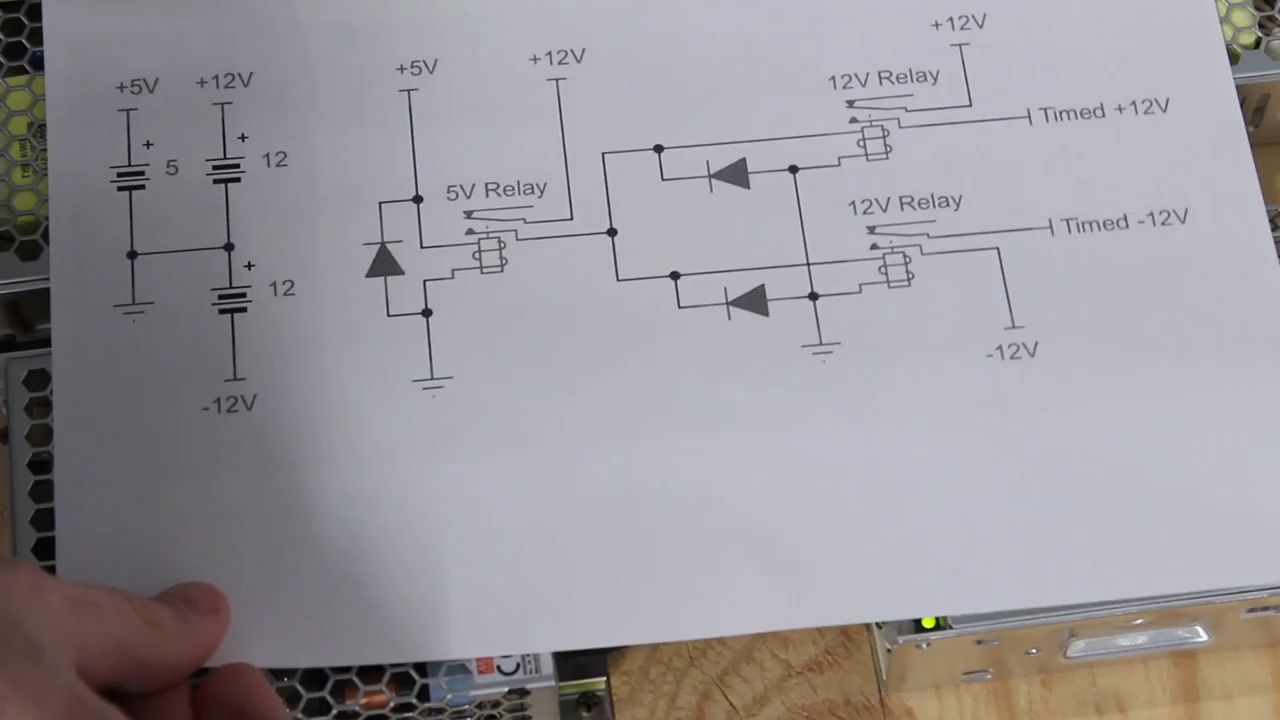 +5V
+12V
+
5
+
12
+
12
-12V
+5V
+12V
5V Relay
+12V
12V Relay
Timed +12V
12V Relay
Timed -12V
-12V